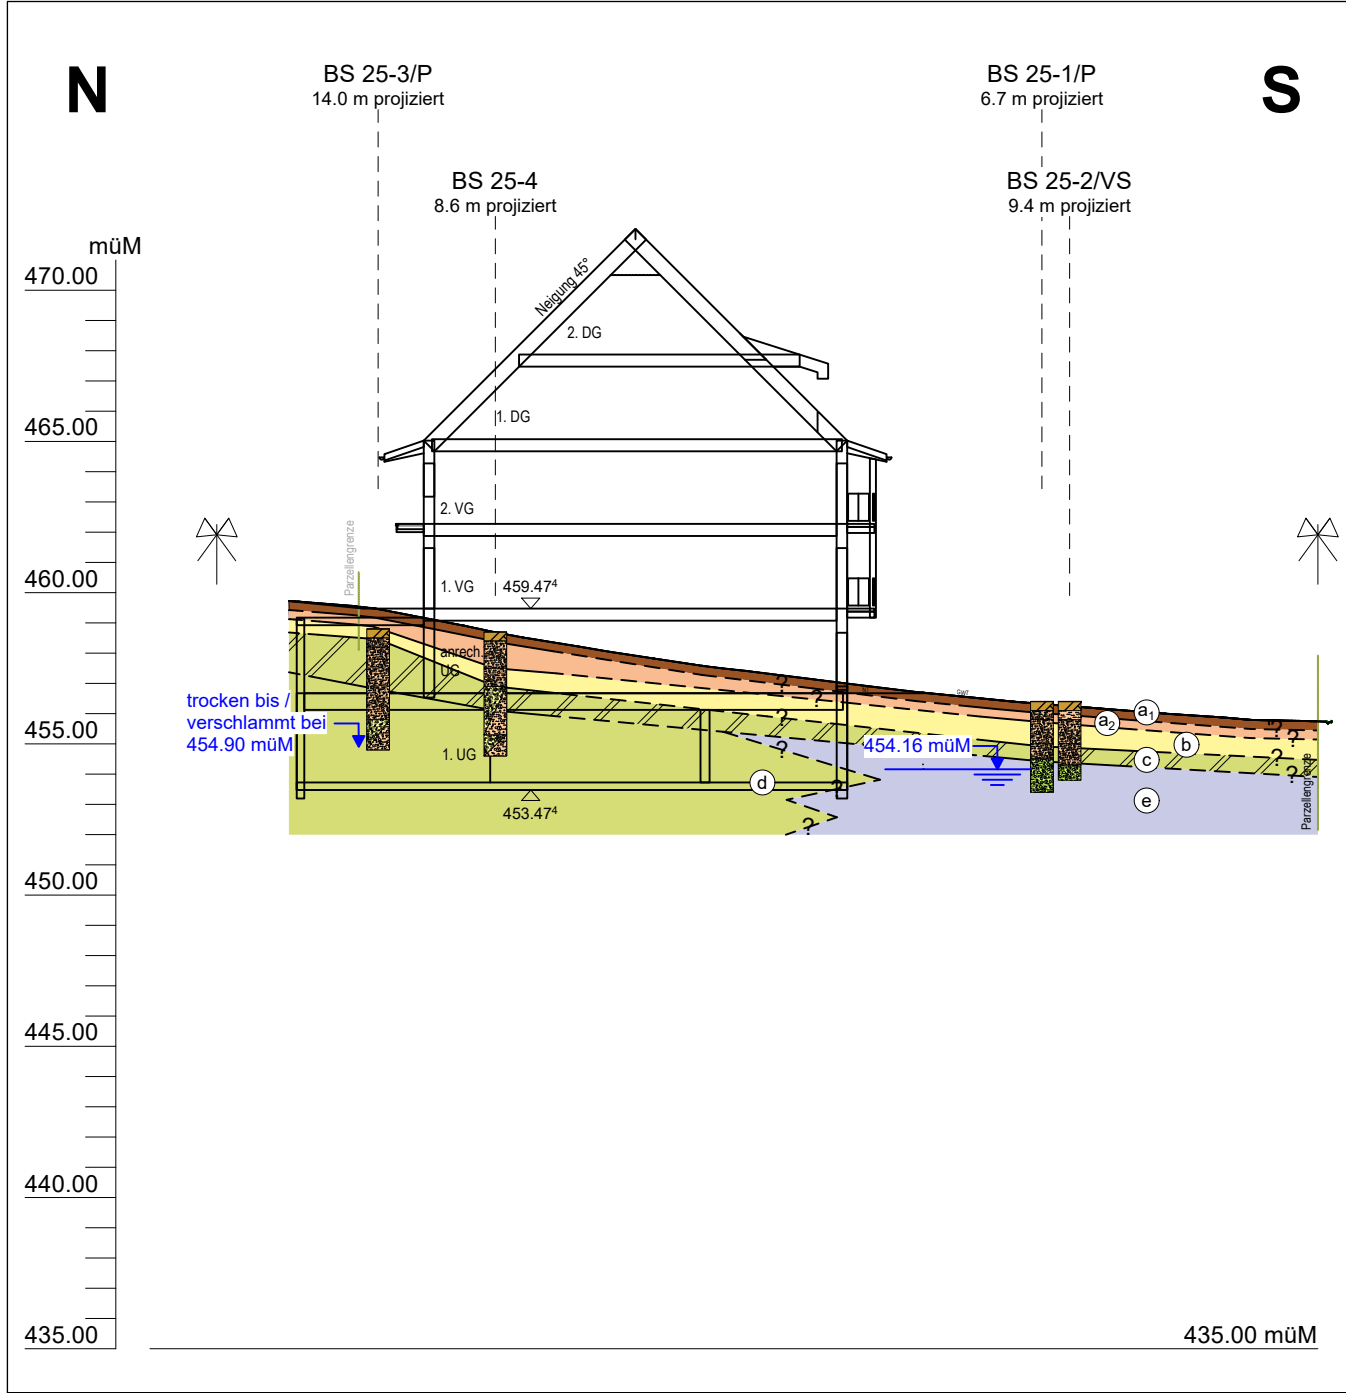 N
S
BS 25-3/P
14.0 m projiziert
BS 25-1/P
6.7 m projiziert
BS 25-4
8.6 m projiziert
BS 25-2/VS
9.4 m projiziert
müM
470.00
465.00
460.00
455.00
450.00
445.00
440.00
435.00
Neigung 45°
2. DG
1. DG
2. VG
1. VG
459.47⁴
Parzellengrenze
anrech.
UG
trocken bis /
verschlammt bei
454.90 müM
1. UG
453.47⁴
454.16 müM
? ? ? ? ? ? ? ? ? ?
a₁
a₂
b
c
d
e
Parzellengrenze
435.00 müM